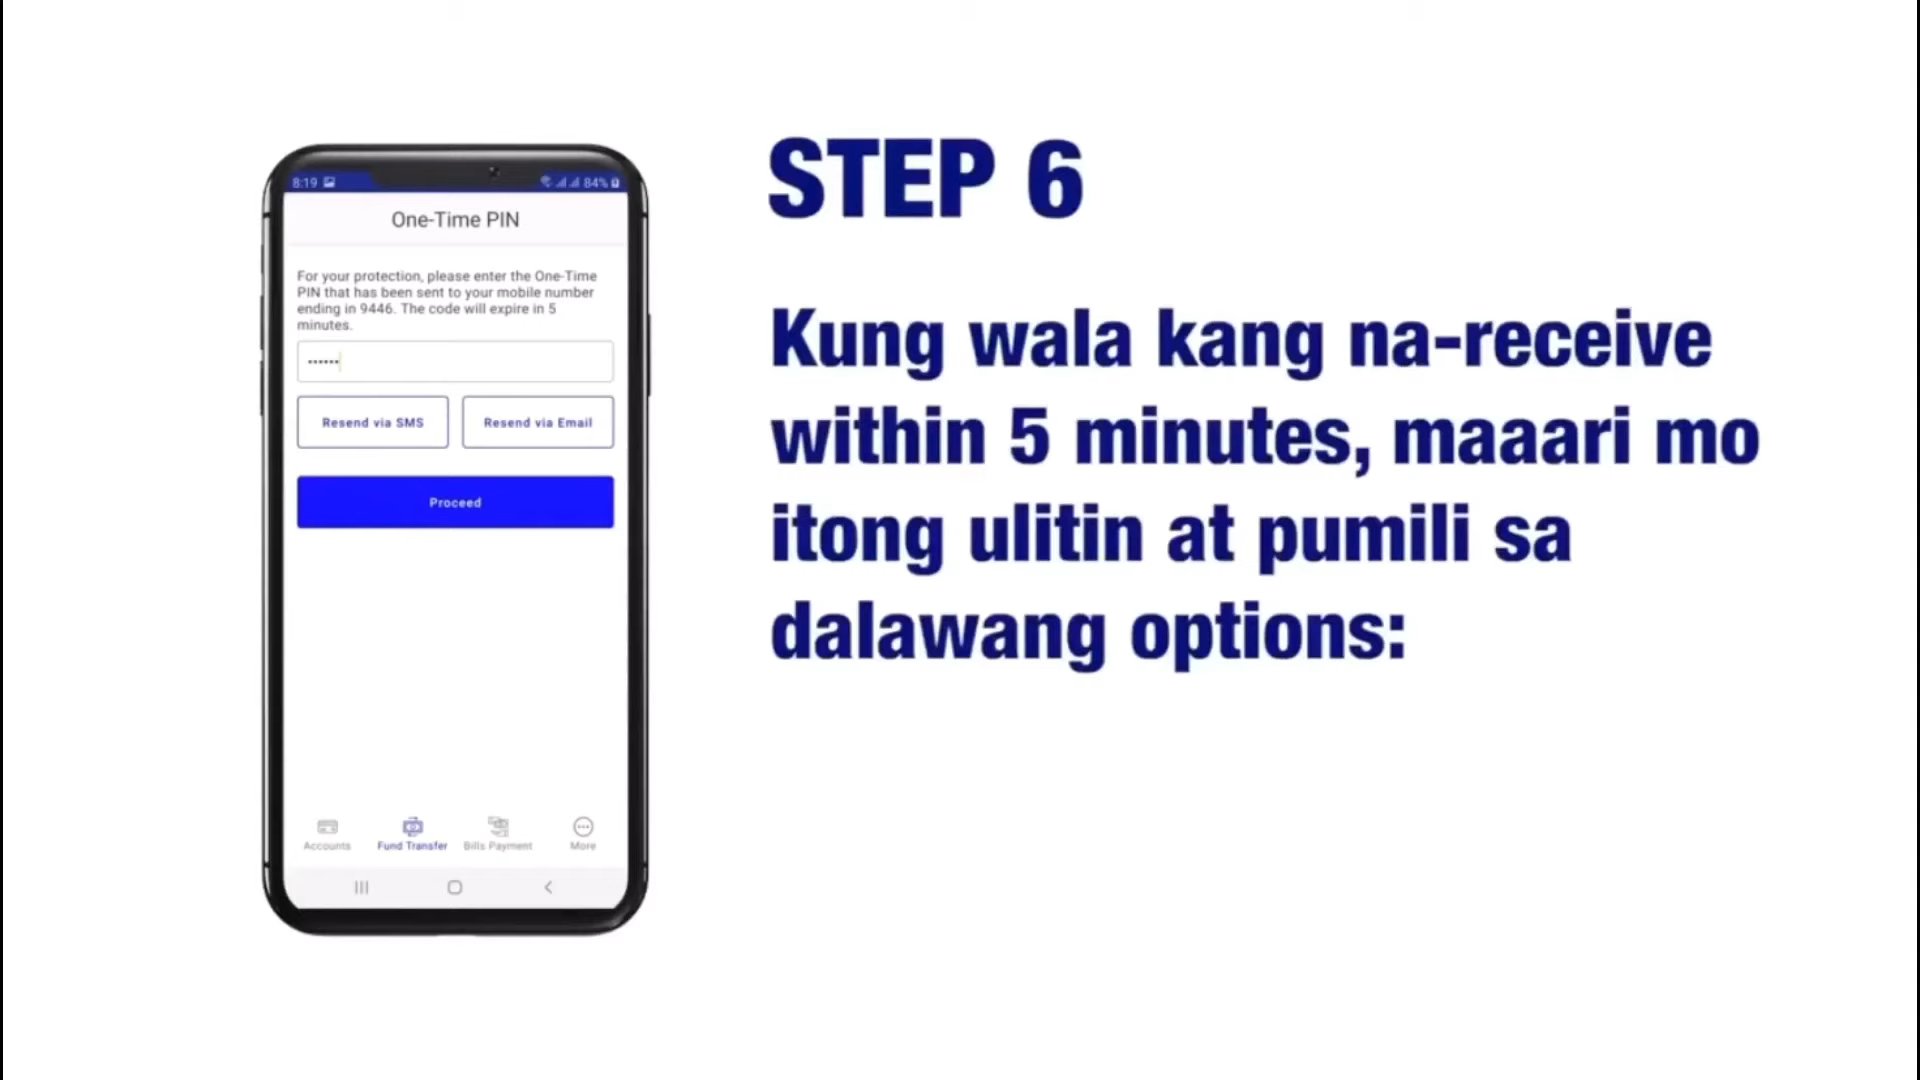 8:19
84%
One-Time PIN
For your protection, please enter the One-Time
PIN that has been sent to your mobile number
ending in 9446. The code will expire in 5
minutes.
Resend via SMS
Resend via Email
Proceed
Accounts
Fund Transfer
Bills Payment
More
STEP 6
Kung wala kang na-receive
within 5 minutes, maaari mo
itong ulitin at pumili sa
dalawang options: